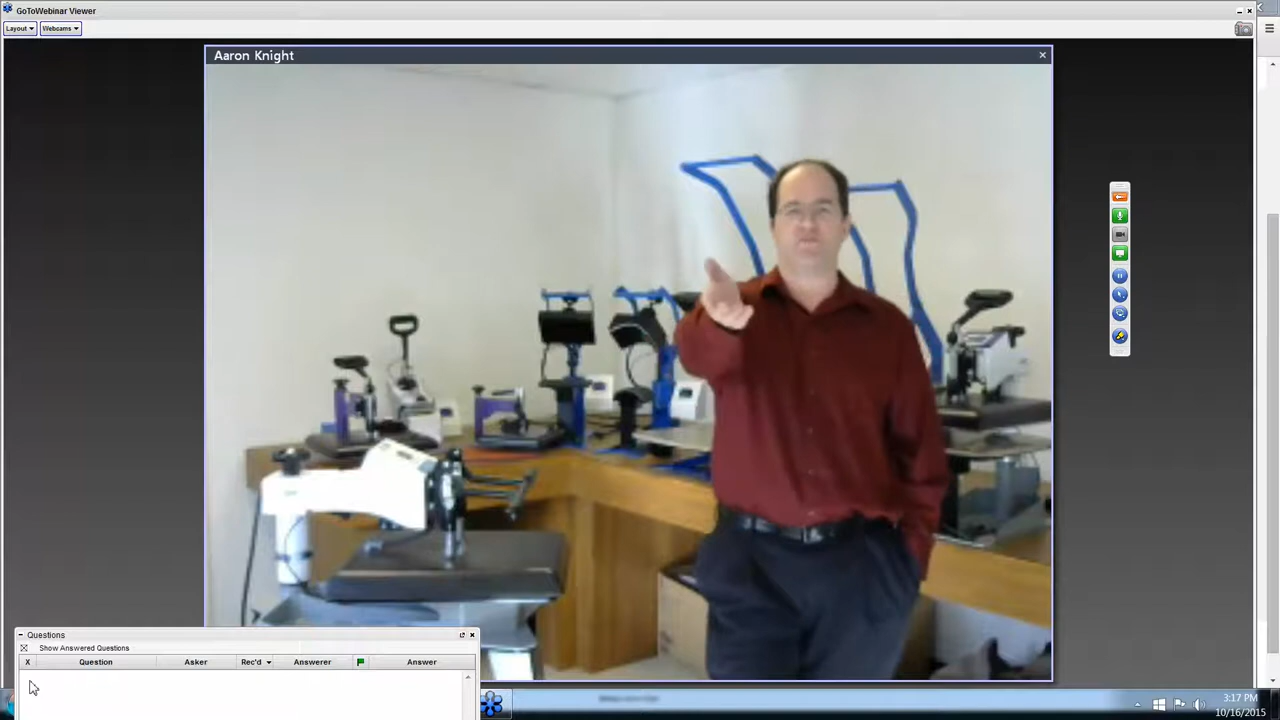 GoToWebinar Viewer
Layout
Webcams
Aaron Knight
Questions
Show Answered Questions
X Question Asker Rec'd Answerer Answer
3:17 PM
10/16/2015